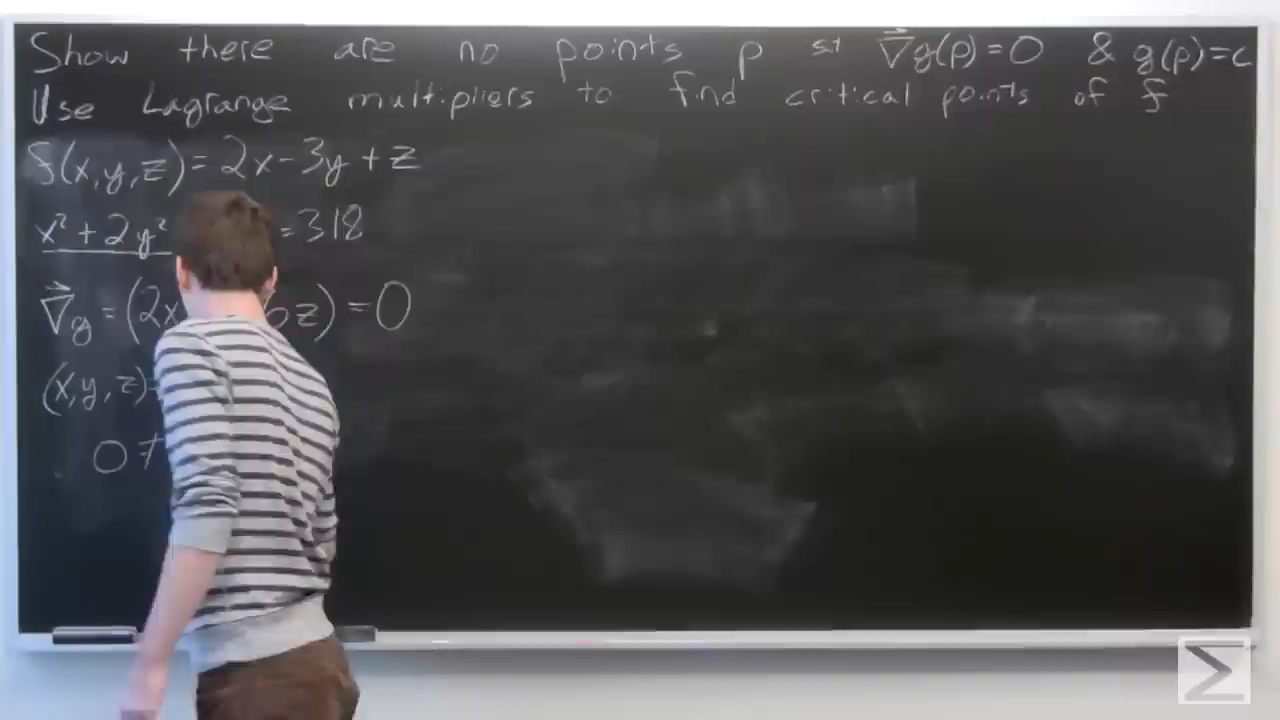 Show there are no points p st ∇⃗g(p)=0 & g(p)=c
Use Lagrange multipliers to find critical points of f
f(x,y,z)=2x-3y+z
x²+2y² =318
∇⃗g=(2x 6z)=0
(x,y,z)=
0≠
Σ